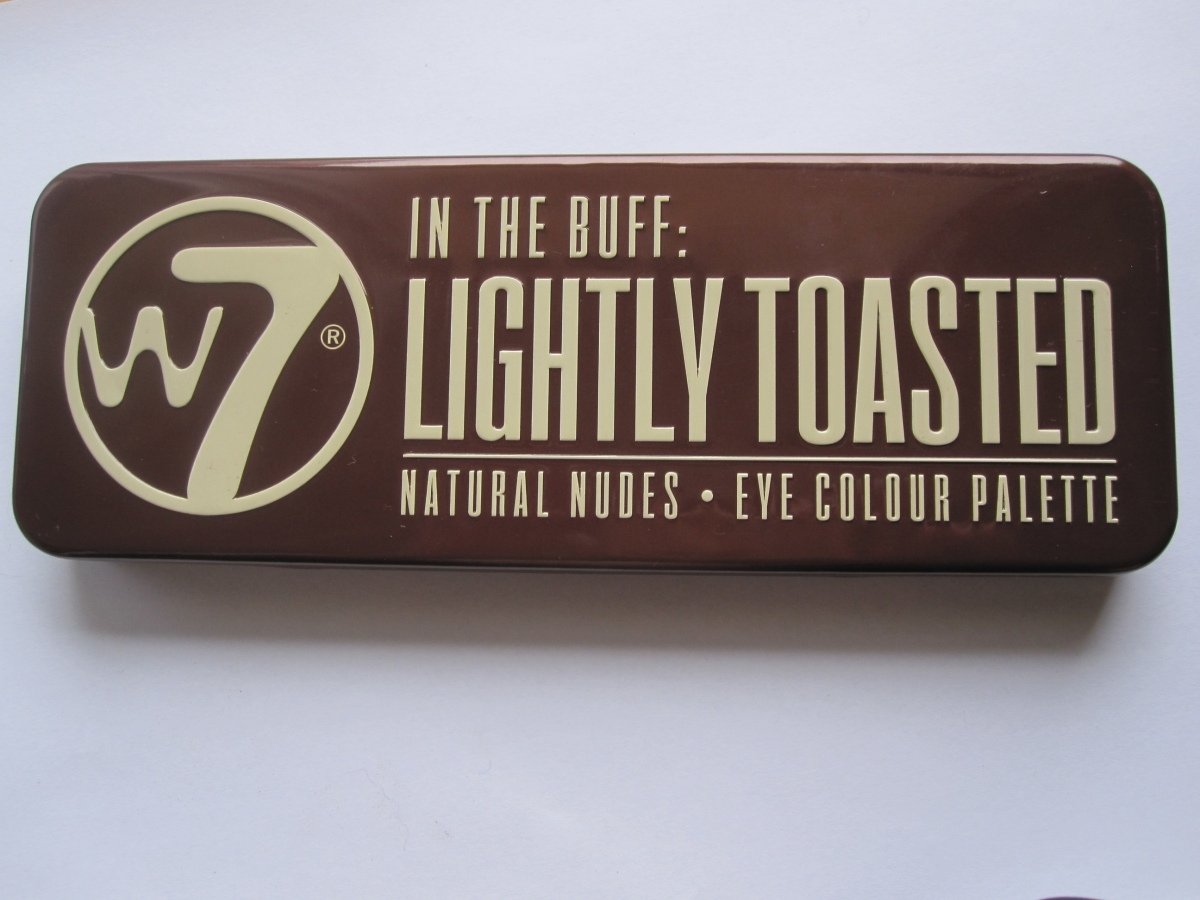 W7®
IN THE BUFF:
LIGHTLY TOASTED
NATURAL NUDES • EYE COLOUR PALETTE